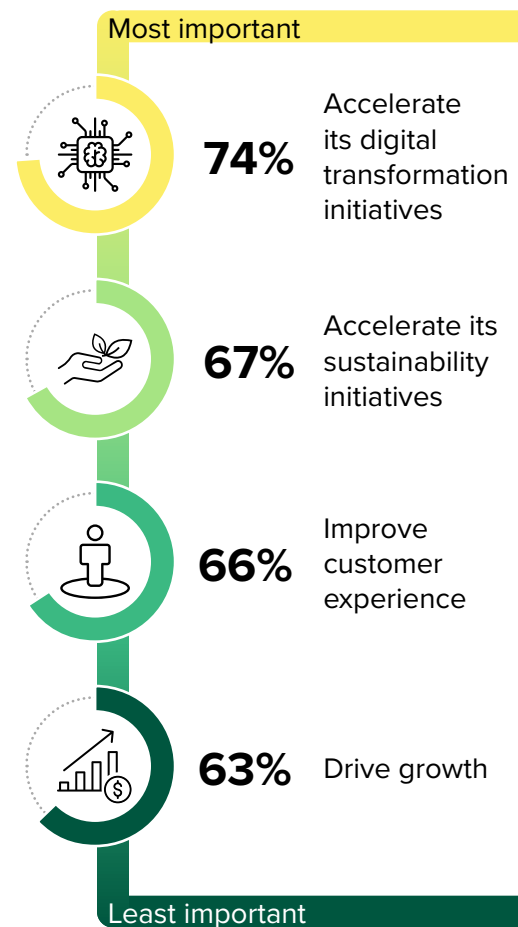 Most important
74%
Accelerate
its digital
transformation
initiatives
67%
Accelerate its
sustainability
initiatives
66%
Improve
customer
experience
63%
Drive growth
$
Least important